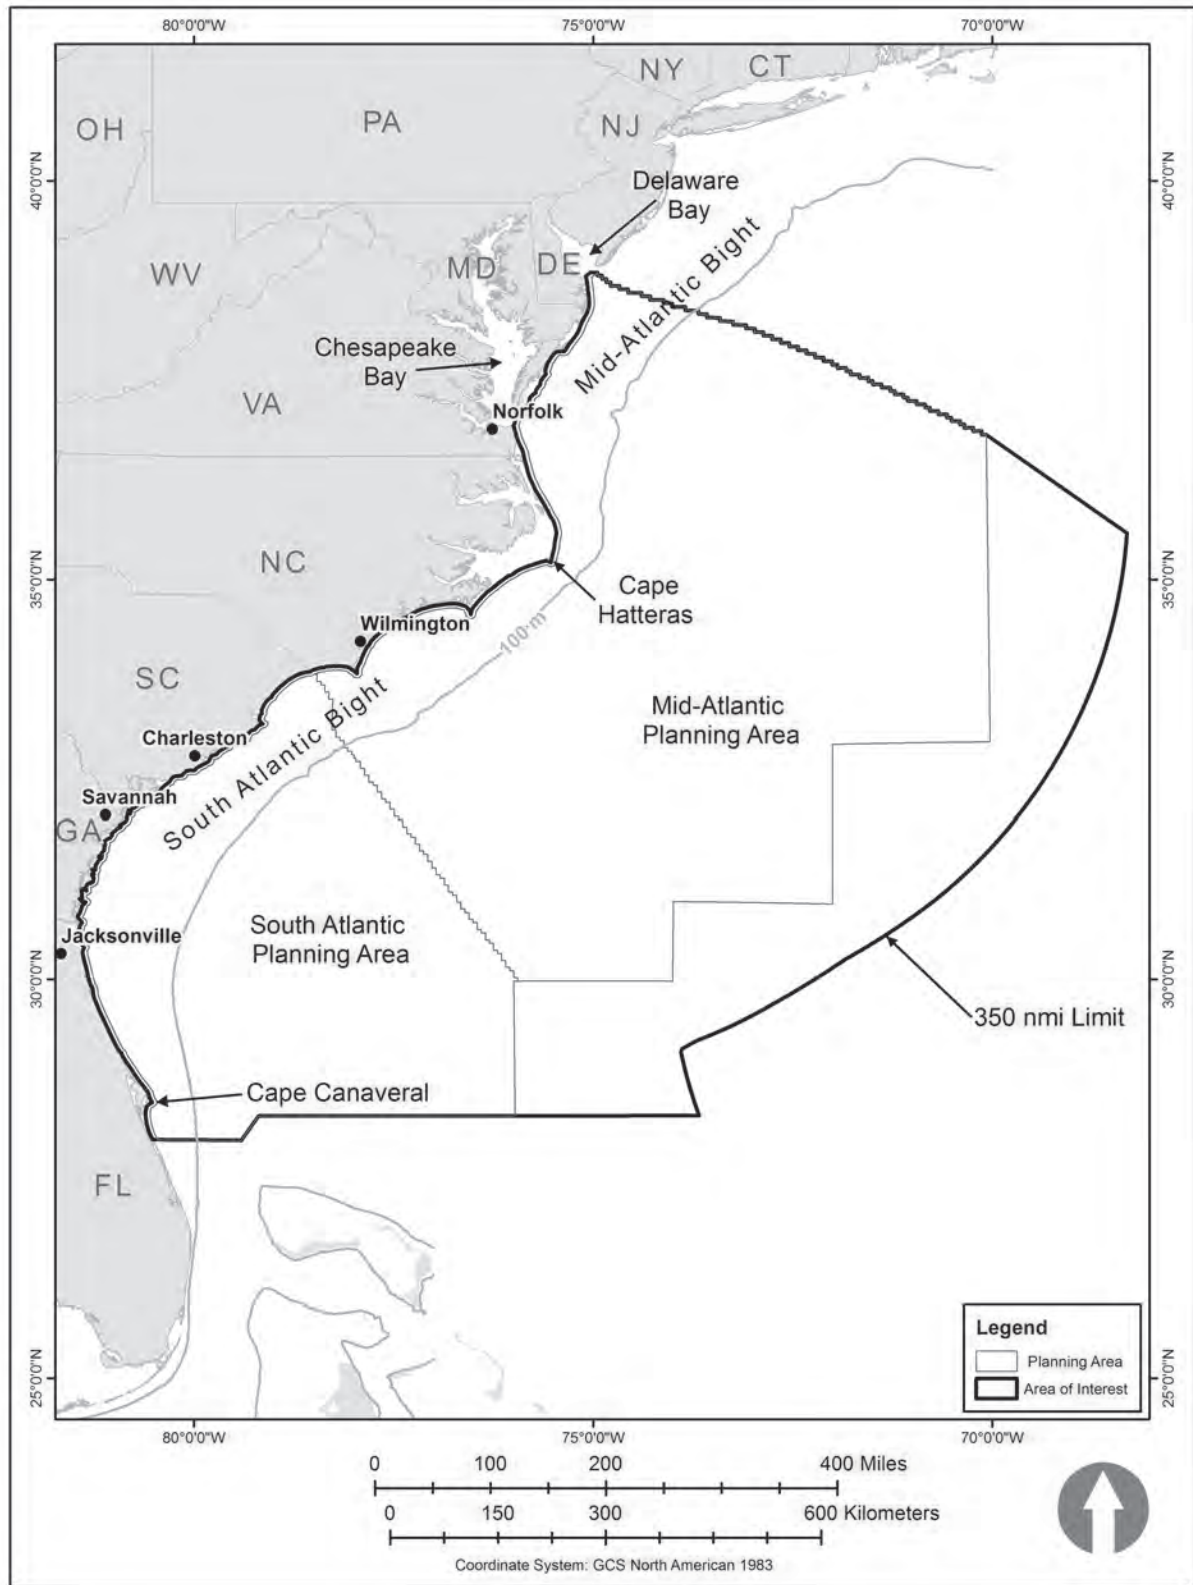 80°0'0"W
75°0'0"W
70°0'0"W
NY
CT
OH
PA
NJ
40°0'0"N
40°0'0"N
Delaware
Bay
Mid-Atlantic Bight
WV
MD
DE
Chesapeake
Bay
VA
Norfolk
NC
35°0'0"N
35°0'0"N
Cape
Hatteras
Wilmington
100-m
SC
South Atlantic Bight
Mid-Atlantic
Planning Area
Charleston
Savannah
GA
South Atlantic
Planning Area
Jacksonville
30°0'0"N
30°0'0"N
350 nmi Limit
Cape Canaveral
FL
Legend
Planning Area
Area of Interest
25°0'0"N
25°0'0"N
80°0'0"W
75°0'0"W
70°0'0"W
0 100 200 400 Miles
0 150 300 600 Kilometers
Coordinate System: GCS North American 1983